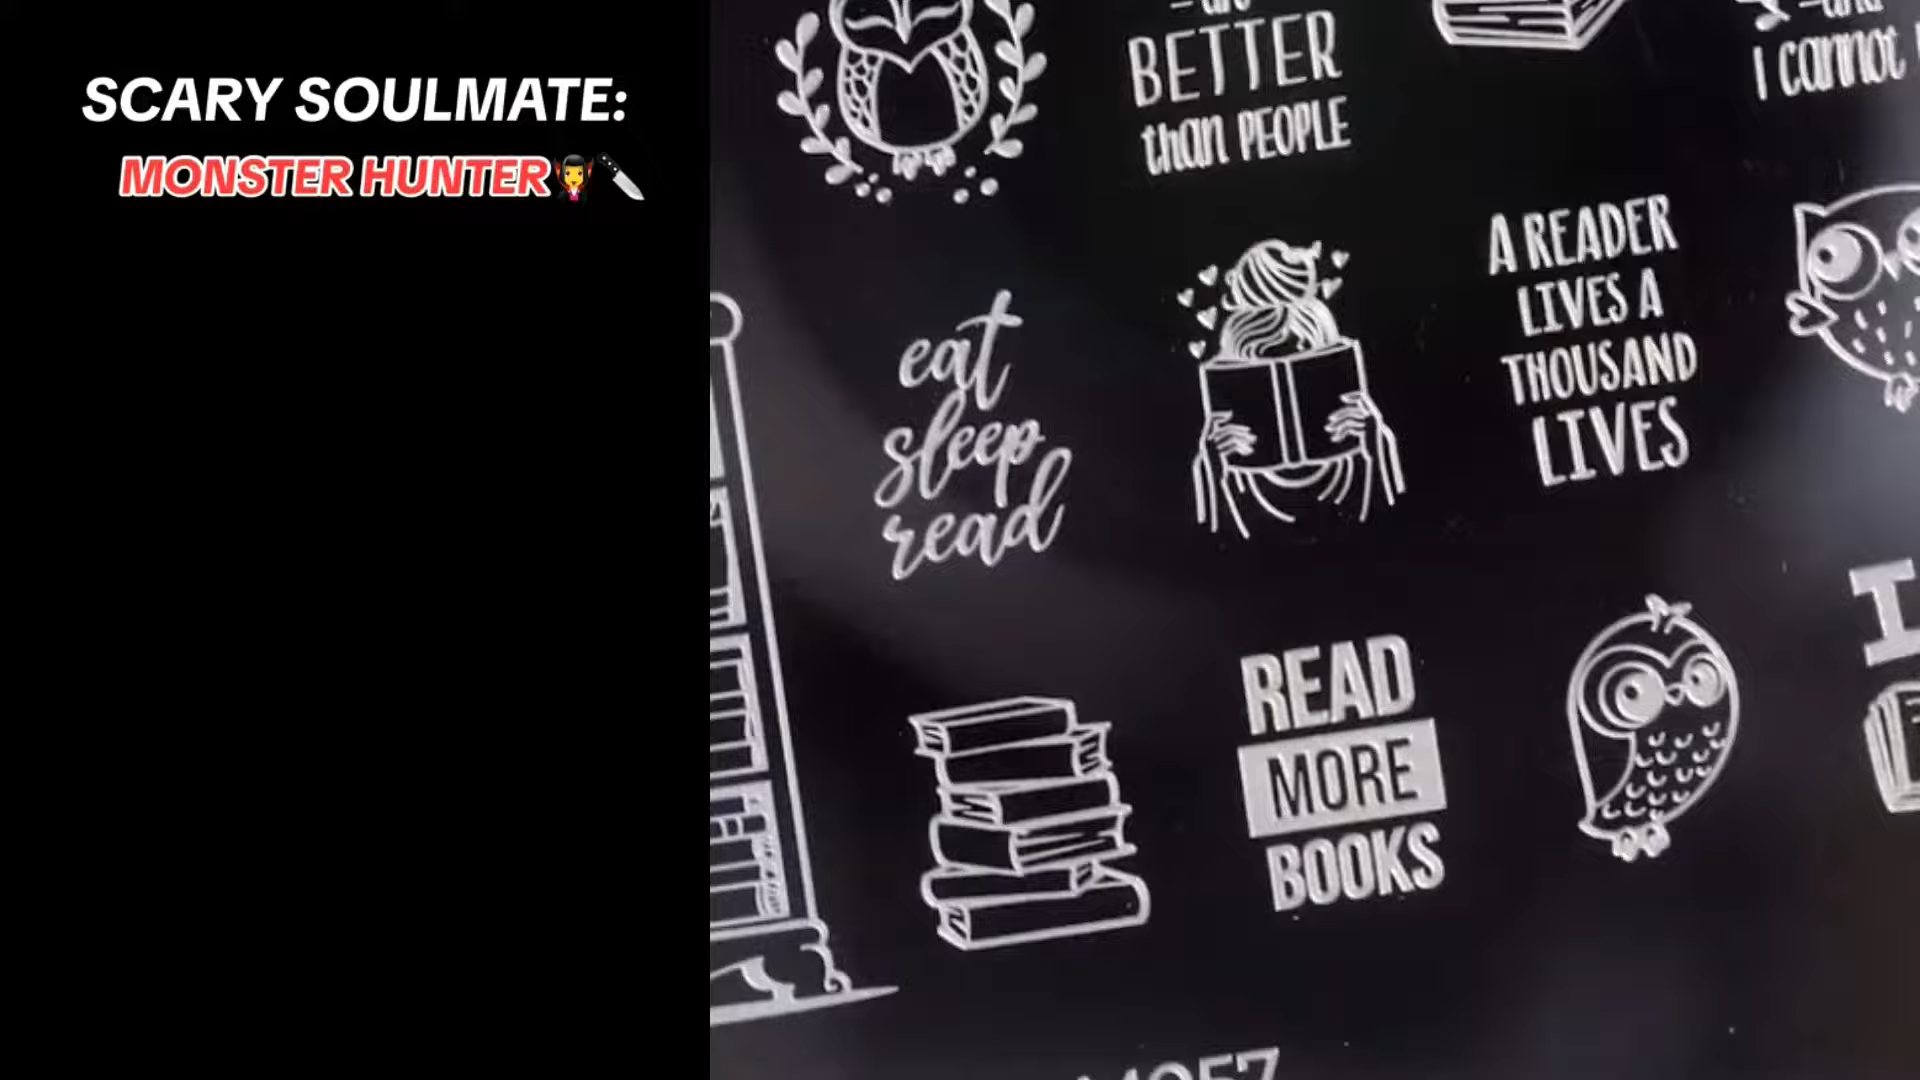 SCARY SOULMATE:
MONSTER HUNTER
BETTER
than PEOPLE
I cannot
eat
sleep
read
A READER
LIVES A
THOUSAND
LIVES
READ
MORE
BOOKS
I